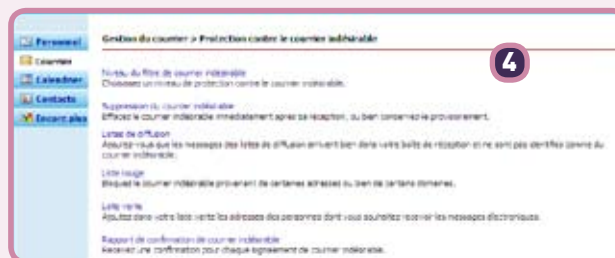 Personnel
Courrier
Calendrier
Contacts
Encore plus
Gestion du courrier > Protection contre le courrier indésirable
4
Niveau du filtre de courrier indésirable
Choisissez un niveau de protection contre le courrier indésirable.
Suppression du courrier indésirable
Effacez le courrier indésirable immédiatement après sa réception, ou bien conservez-le provisoirement.
Listes de diffusion
Assurez-vous que les messages des listes de diffusion arrivent bien dans votre boîte de réception et ne sont pas identifiés comme du
courrier indésirable.
Liste rouge
Bloquez le courrier indésirable provenant de certaines adresses ou bien de certains domaines.
Liste verte
Ajoutez dans votre liste verte les adresses des personnes dont vous souhaitez recevoir les messages électroniques.
Rapport de confirmation de courrier indésirable
Recevez une confirmation pour chaque signalement de courrier indésirable.